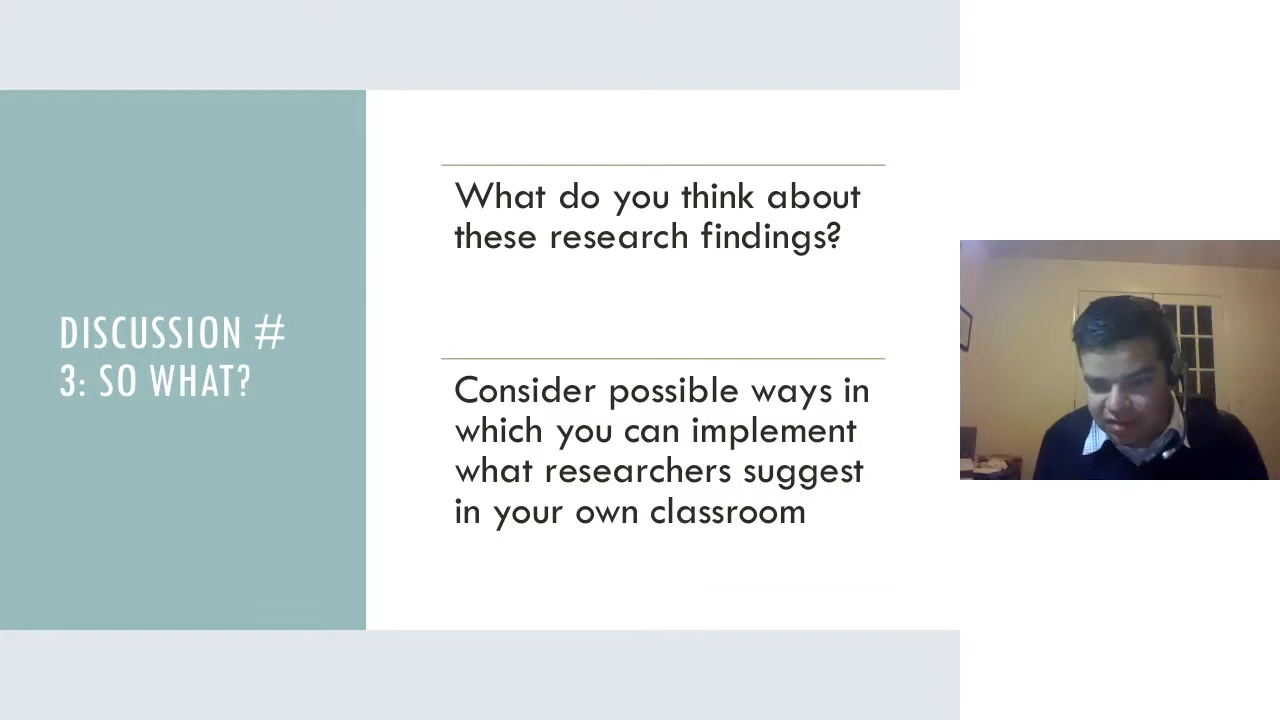 DISCUSSION #
3: SO WHAT?
What do you think about
these research findings?
Consider possible ways in
which you can implement
what researchers suggest
in your own classroom